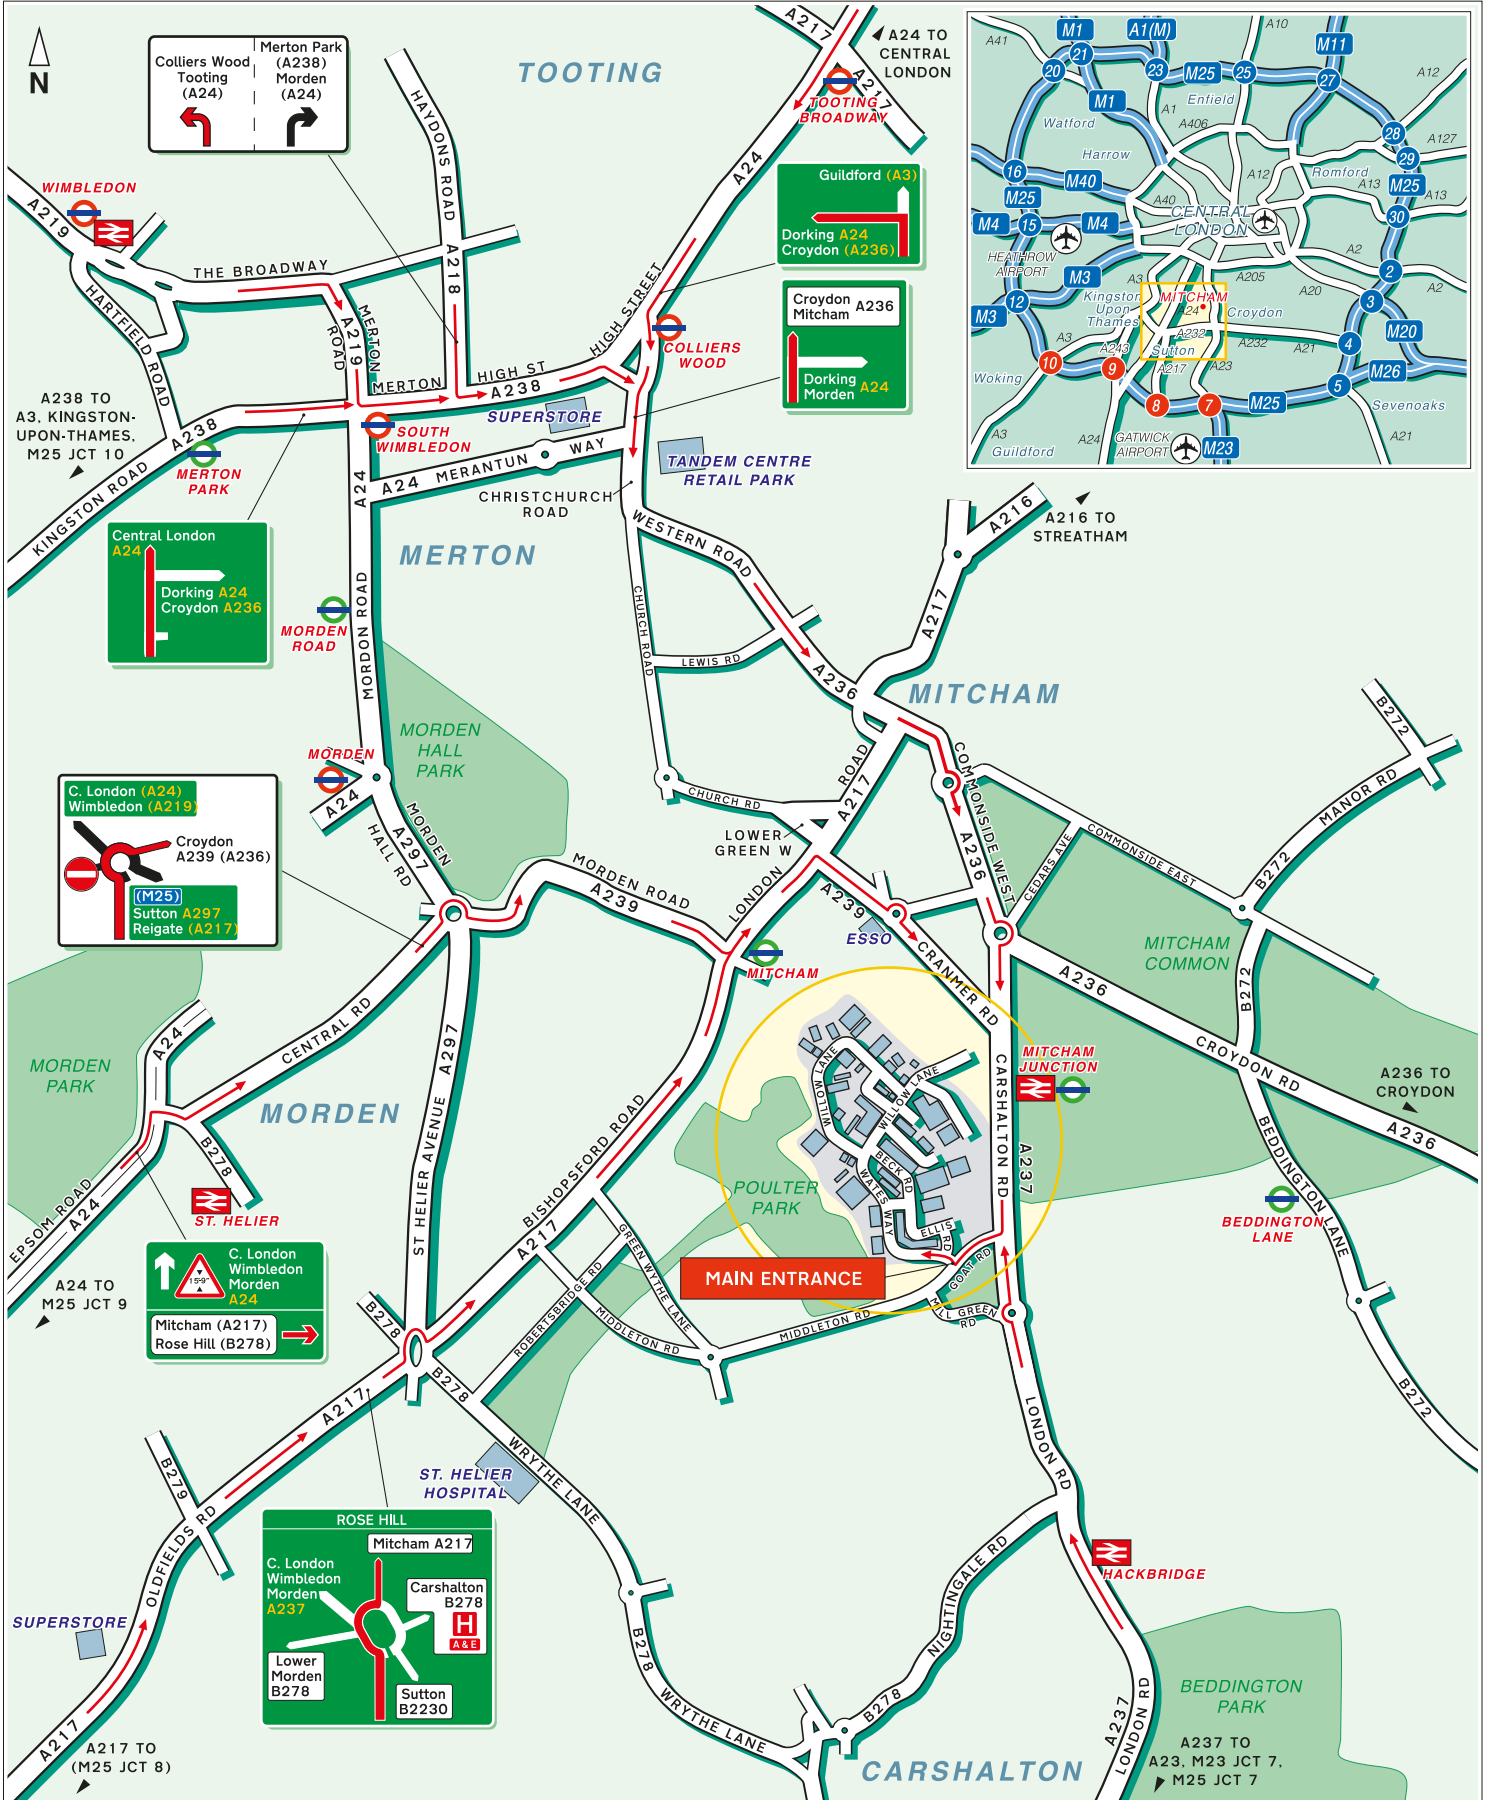 N
Colliers Wood
Tooting
(A24)
Merton Park
(A238)
Morden
(A24)
TOOTING
A217
A24 TO
CENTRAL
LONDON
A217
TOOTING
BROADWAY
HAYDONS ROAD
A24
WIMBLEDON
A219
Guildford (A3)
Dorking A24
Croydon (A236)
THE BROADWAY
A218
HARTFIELD ROAD
MERTON
ROAD
A219
HIGH STREET
Croydon
Mitcham
A236
Dorking
Morden
A24
COLLIERS
WOOD
MERTON
HIGH ST
A238
SUPERSTORE
A238 TO
A3, KINGSTON-
UPON-THAMES,
M25 JCT 10
A238
SOUTH
WIMBLEDON
MERTON
PARK
KINGSTON ROAD
A24
A24
MERANTUN
WAY
TANDEM CENTRE
RETAIL PARK
CHRISTCHURCH
ROAD
Central London
A24
Dorking A24
Croydon A236
MERTON
WESTERN ROAD
A216
A216 TO
STREATHAM
MORDEN
ROAD
MORDON ROAD
CHURCH ROAD
LEWIS RD
A217
A236
MITCHAM
MORDEN
HALL
PARK
MORDEN
A24
C. London (A24)
Wimbledon (A219)
Croydon
A239 (A236)
(M25)
Sutton A297
Reigate (A217)
HALL RD
A297
MORDEN
CHURCH RD
LOWER
GREEN W
ROAD
A217
COMMONSIDE WEST
A236
CEDARS AVE
COMMONSIDE EAST
B272
MANOR RD
B272
MORDEN ROAD
A239
LONDON
A239
ESSO
CRANMER RD
MITCHAM
MITCHAM
COMMON
A236
B272
CROYDON RD
A236 TO
CROYDON
A236
MORDEN
PARK
A24
CENTRAL RD
A297
MORDEN
ST HELIER AVENUE
B278
ST. HELIER
EPSOM ROAD
A24
A24 TO
M25 JCT 9
C. London
Wimbledon
Morden
A24
15'9"
Mitcham (A217)
Rose Hill (B278)
BISHOPSFORD ROAD
A217
WILLOW LANE
WILLOW LANE
BECK RD
WATES WAY
ELLIS RD
GOAT RD
POULTER
PARK
MAIN ENTRANCE
CARSHALTON RD
A237
MITCHAM
JUNCTION
BEDDINGTON LANE
BEDDINGTON
LANE
GREEN WYTHE LANE
ROBERTSBRIDGE RD
MIDDLETON RD
MIDDLETON RD
MILL GREEN
RD
B278
B278
A217
B272
LONDON RD
B279
ST. HELIER
HOSPITAL
WRYTHE LANE
OLDFIELDS RD
ROSE HILL
Mitcham A217
C. London
Wimbledon
Morden
A237
Carshalton
B278
H
A & E
Lower
Morden
B278
Sutton
B2230
SUPERSTORE
A217
A217 TO
(M25 JCT 8)
B278
WRYTHE LANE
B278
NIGHTINGALE RD
HACKBRIDGE
BEDDINGTON
PARK
A237
LONDON RD
A237 TO
A23, M23 JCT 7,
M25 JCT 7
CARSHALTON
A41
M1
A1(M)
A10
M11
20
21
23
M25
25
27
A12
M1
A1
Enfield
Watford
A406
28
A127
Harrow
29
16
M40
A12
Romford
M25
A13
A13
M25
A40
30
M4
15
M4
CENTRAL
LONDON
HEATHROW
AIRPORT
A2
M3
A3
A205
2
A2
12
Kingston
Upon
Thames
MITCHAM
A24
Croydon
A20
3
M3
A3
A232
A232
M20
A243
Sutton
A21
4
10
9
A217
A23
M26
Woking
8
7
M25
5
Sevenoaks
A3
Guildford
A24
GATWICK
AIRPORT
M23
A21